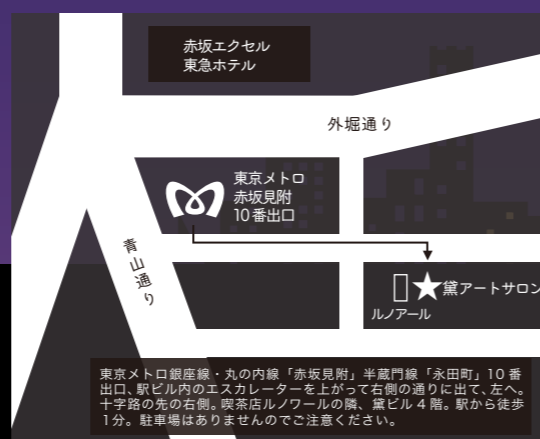 赤坂エクセル
東急ホテル
外堀通り
東京メトロ
赤坂見附
10番出口
青山通り
黛アートサロン
ルノアール
東京メトロ銀座線・丸の内線「赤坂見附」半蔵門線「永田町」10番
出口、駅ビル内のエスカレーターを上がって右側の通りに出て、左へ。
十字路の先の右側。喫茶店ルノワールの隣、黛ビル4階。駅から徒歩
1分。駐車場はありませんのでご注意ください。